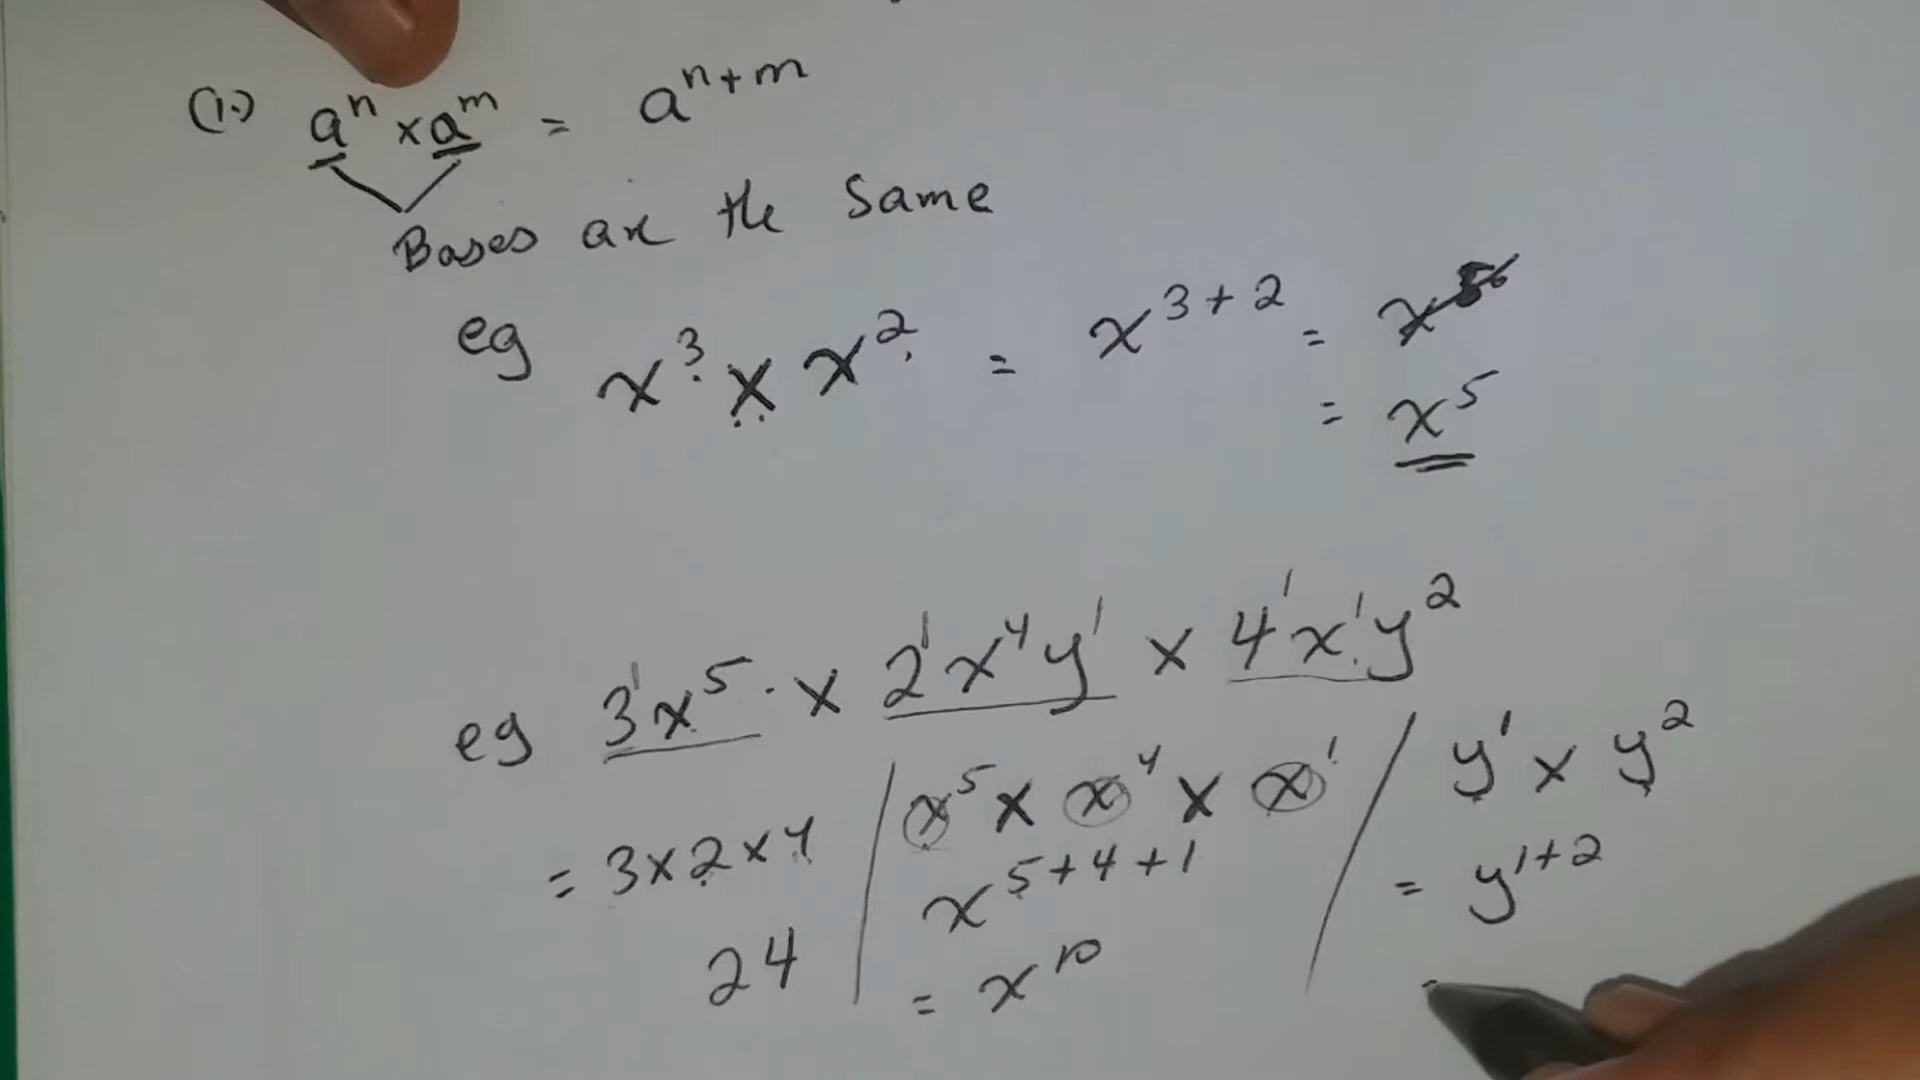 (1.) aⁿ × aᵐ = aⁿ⁺ᵐ
Bases are the Same
eg x³ × x² = x³⁺² =
= x⁵
eg 3¹x⁵ · × 2¹x⁴y¹ × 4¹x¹y²
= 3×2×4 / x⁵ × x⁴ × x¹ / y¹ × y²
24 x⁵⁺⁴⁺¹ = y¹⁺²
= x¹⁰ =